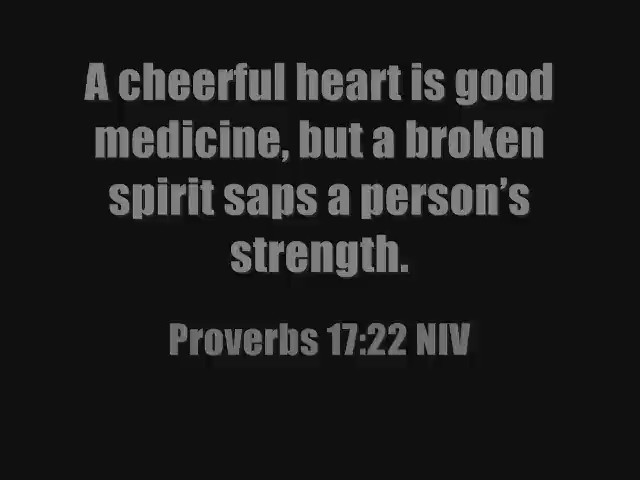 A cheerful heart is good
medicine, but a broken
spirit saps a person’s
strength.
Proverbs 17:22 NIV